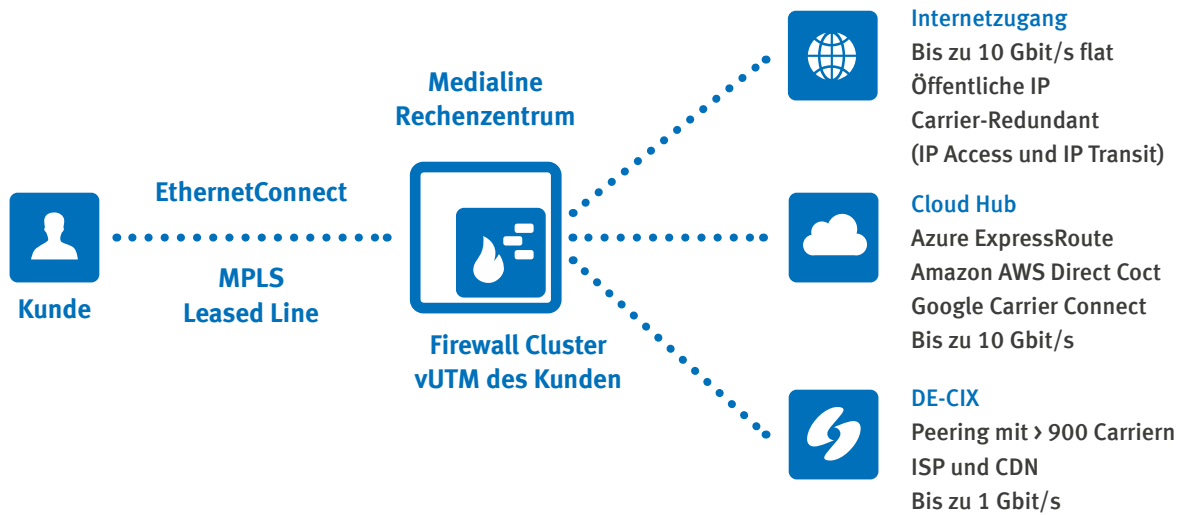 Kunde
EthernetConnect
MPLS
Leased Line
Medialine
Rechenzentrum
Firewall Cluster
vUTM des Kunden
Internetzugang
Bis zu 10 Gbit/s flat
Öffentliche IP
Carrier-Redundant
(IP Access und IP Transit)
Cloud Hub
Azure ExpressRoute
Amazon AWS Direct Coct
Google Carrier Connect
Bis zu 10 Gbit/s
DE-CIX
Peering mit > 900 Carriern
ISP und CDN
Bis zu 1 Gbit/s